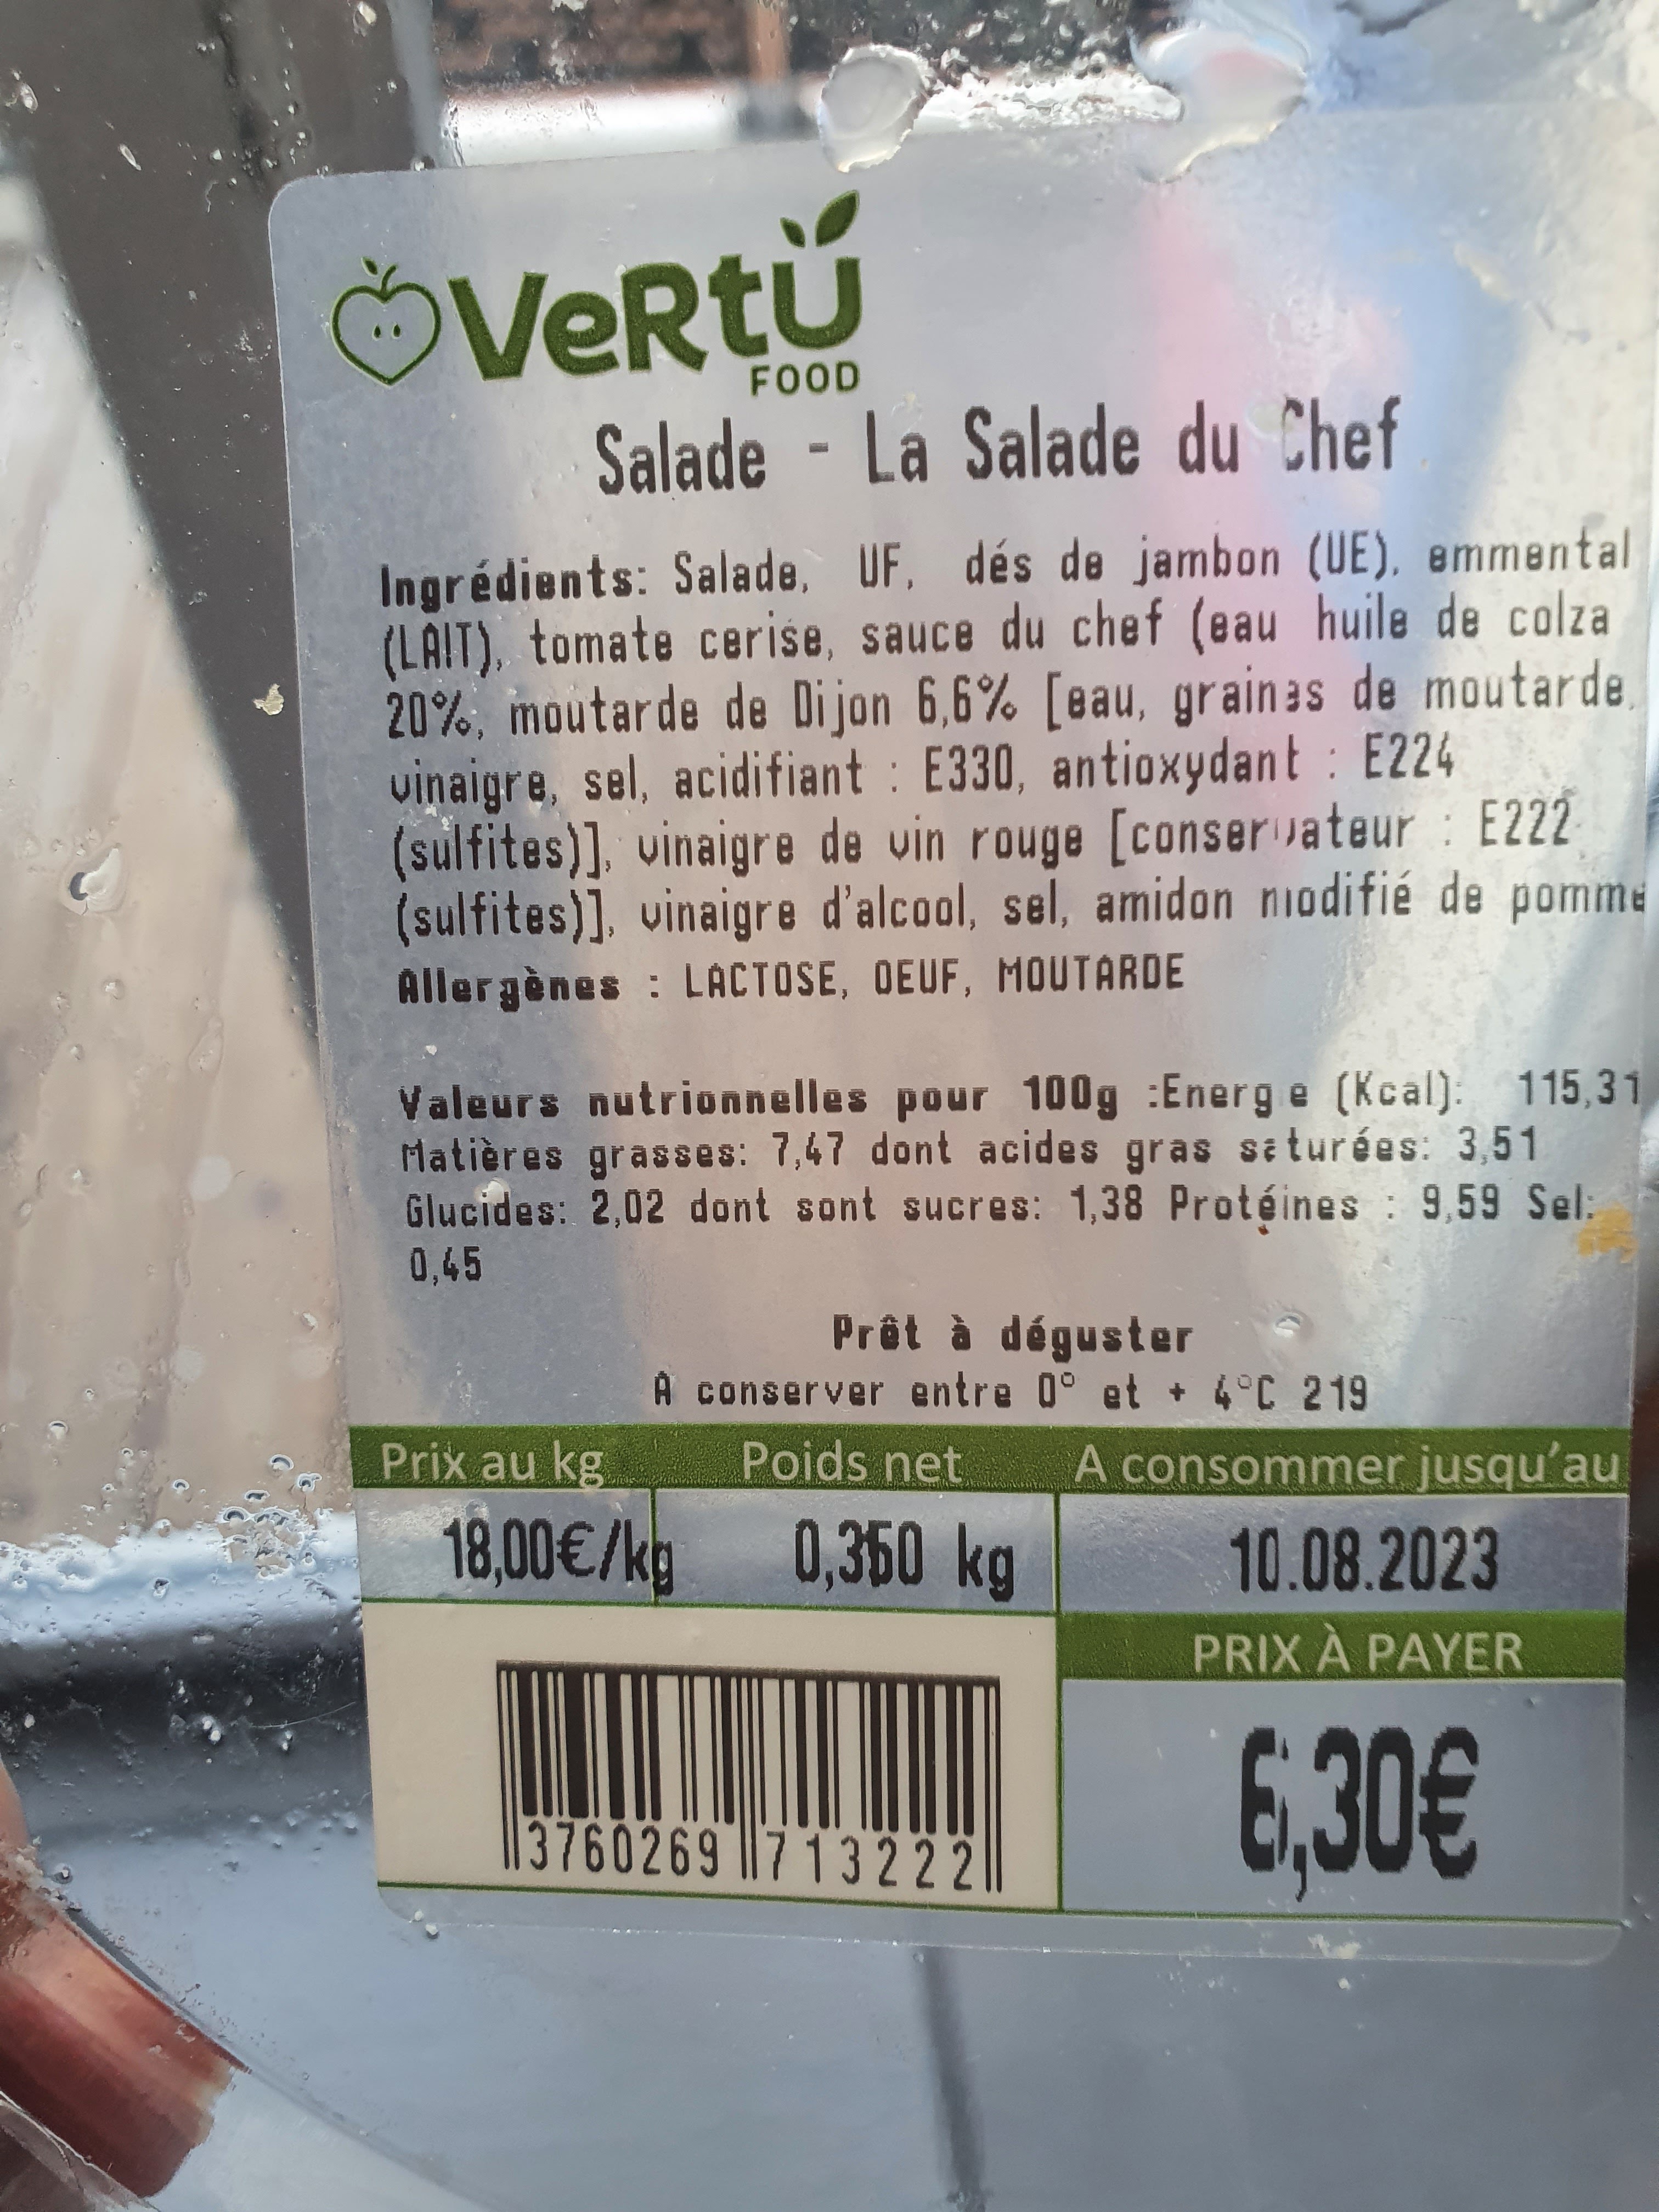 VeRtÜ
FOOD
Salade - La Salade du Chef
Ingrédients: Salade, UF, dés de jambon (UE), emmental
(LAIT), tomate cerise, sauce du chef (eau huile de colza
20%, moutarde de Dijon 6,6% [eau, graines de moutarde,
vinaigre, sel, acidifiant : E330, antioxydant : E224
(sulfites)], vinaigre de vin rouge [conservateur : E222
(sulfites)], vinaigre d'alcool, sel, amidon modifié de pomme
Allergènes : LACTOSE, OEUF, MOUTARDE
Valeurs nutrionnelles pour 100g :Energie (Kcal): 115,31
Matières grasses: 7,47 dont acides gras saturées: 3,51
Glucides: 2,02 dont sont sucres: 1,38 Protéines : 9,59 Sel:
0,45
Prêt à déguster
A conserver entre 0° et + 4°C 219
Prix au kg Poids net A consommer jusqu'au
18,00€/kg 0,350 kg 10.08.2023
PRIX À PAYER
6,30€
3760269 713222